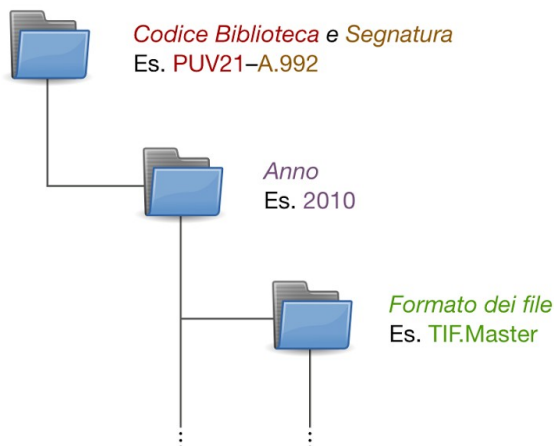 Codice Biblioteca e Segnatura
Es. PUV21–A.992
Anno
Es. 2010
Formato dei file
Es. TIF.Master